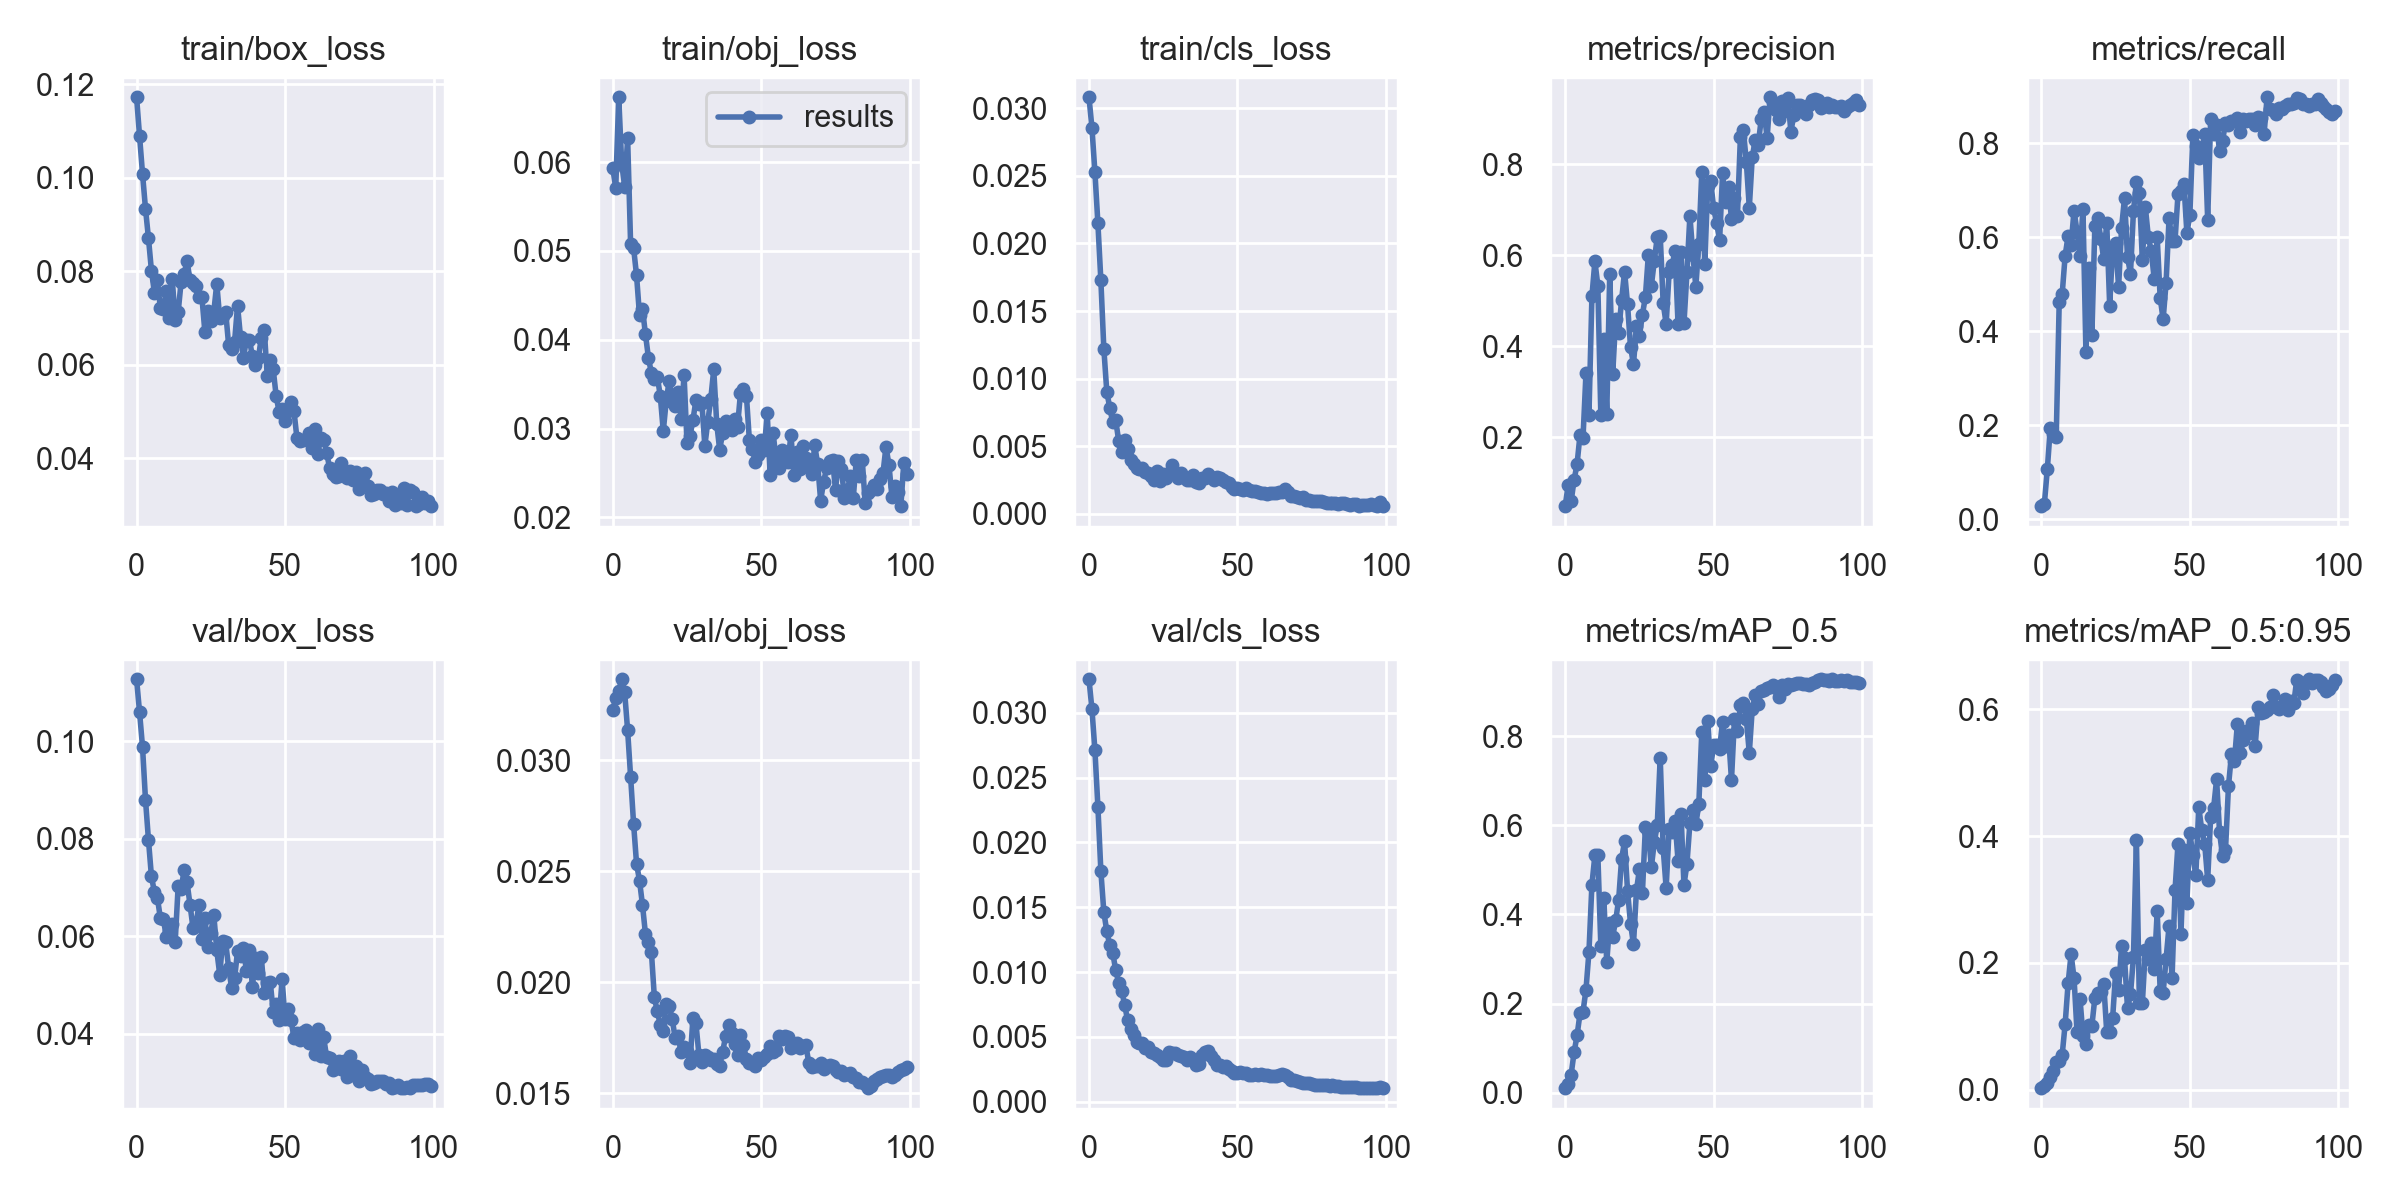 train/box_loss
0.12
0.10
0.08
0.06
0.04
0 50 100
train/obj_loss
results
0.06
0.05
0.04
0.03
0.02
0 50 100
train/cls_loss
0.030
0.025
0.020
0.015
0.010
0.005
0.000
0 50 100
metrics/precision
0.8
0.6
0.4
0.2
0 50 100
metrics/recall
0.8
0.6
0.4
0.2
0.0
0 50 100
val/box_loss
0.10
0.08
0.06
0.04
0 50 100
val/obj_loss
0.030
0.025
0.020
0.015
0 50 100
val/cls_loss
0.030
0.025
0.020
0.015
0.010
0.005
0.000
0 50 100
metrics/mAP_0.5
0.8
0.6
0.4
0.2
0.0
0 50 100
metrics/mAP_0.5:0.95
0.6
0.4
0.2
0.0
0 50 100